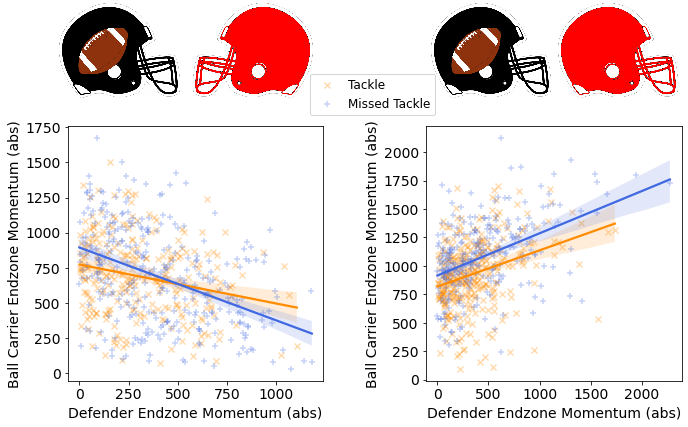 Tackle
Missed Tackle
Ball Carrier Endzone Momentum (abs)
1750
1500
1250
1000
750
500
250
0
0 250 500 750 1000
Defender Endzone Momentum (abs)
Ball Carrier Endzone Momentum (abs)
2000
1750
1500
1250
1000
750
500
250
0
0 500 1000 1500 2000
Defender Endzone Momentum (abs)